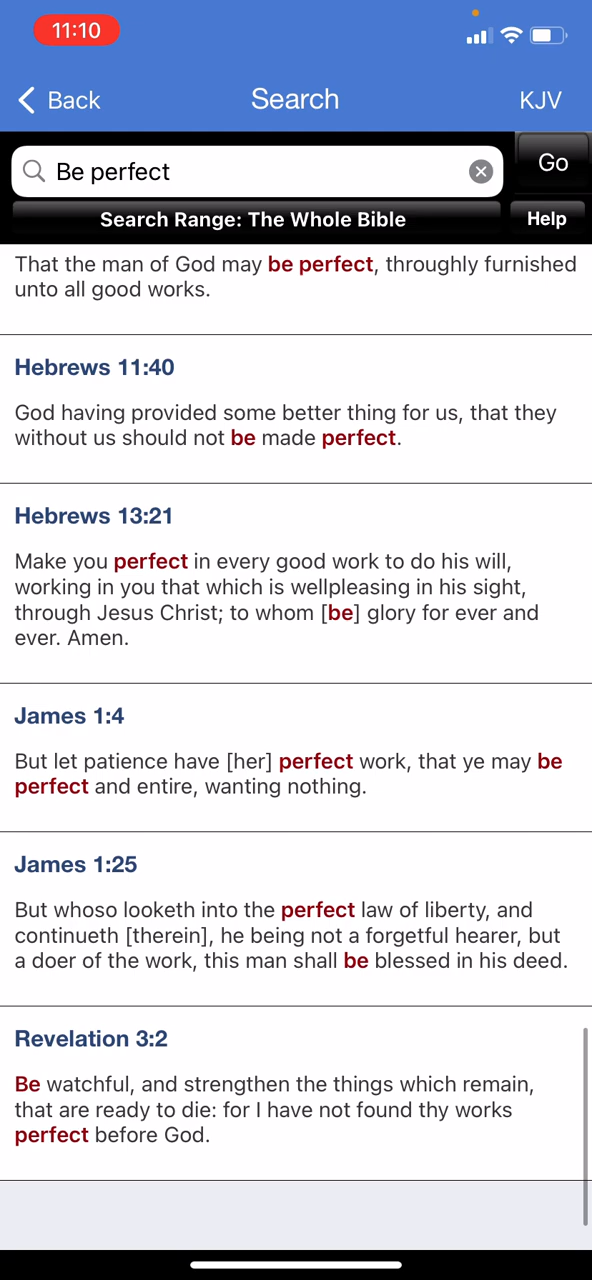 11:10
Back
Search
KJV
Be perfect
Go
Search Range: The Whole Bible
Help
That the man of God may be perfect, throughly furnished
unto all good works.
Hebrews 11:40
God having provided some better thing for us, that they
without us should not be made perfect.
Hebrews 13:21
Make you perfect in every good work to do his will,
working in you that which is wellpleasing in his sight,
through Jesus Christ; to whom [be] glory for ever and
ever. Amen.
James 1:4
But let patience have [her] perfect work, that ye may be
perfect and entire, wanting nothing.
James 1:25
But whoso looketh into the perfect law of liberty, and
continueth [therein], he being not a forgetful hearer, but
a doer of the work, this man shall be blessed in his deed.
Revelation 3:2
Be watchful, and strengthen the things which remain,
that are ready to die: for I have not found thy works
perfect before God.